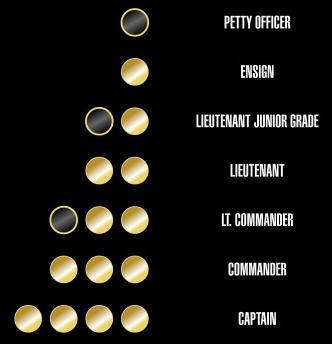 PETTY OFFICER
ENSIGN
LIEUTENANT JUNIOR GRADE
LIEUTENANT
LT. COMMANDER
COMMANDER
CAPTAIN